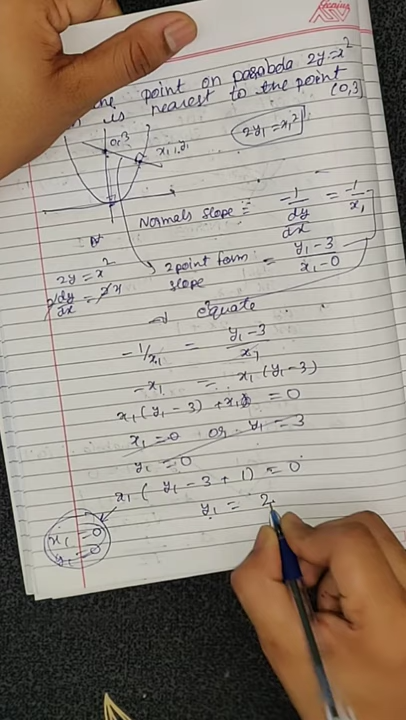 the point on parabola 2y=x²
is nearest to the point (0,3)
0,3
x₁,y₁
2y₁=x₁²
Normals slope = -1/(dy/dx) = -1/x₁
2y=x²
2dy/dx = 2x
2 point form slope = (y₁-3)/(x₁-0)
→ equate
-1/x₁ = (y₁-3)/x₁
-x₁ = x₁(y₁-3)
x₁(y₁-3) + x₁ = 0
x₁=0 or y₁=3
y₁=0
x₁(y₁-3+1) = 0
x₁=0
y₁=0
y₁ = 2